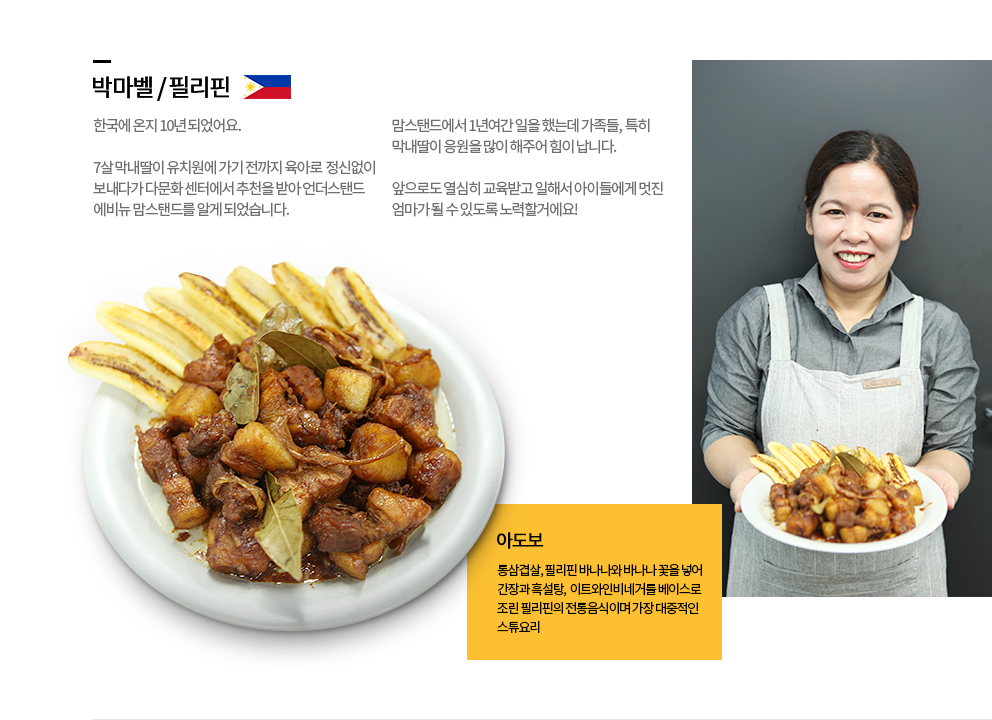 박마벨 / 필리핀
한국에 온지 10년 되었어요.
7살 막내딸이 유치원에 가기 전까지 육아로 정신없이
보내다가 다문화 센터에서 추천을 받아 언더스탠드
에비뉴 맘스탠드를 알게 되었습니다.
맘스탠드에서 1년여간 일을 했는데 가족들, 특히
막내딸이 응원을 많이 해주어 힘이 납니다.
앞으로도 열심히 교육받고 일해서 아이들에게 멋진
엄마가 될 수 있도록 노력할거에요!
아도보
통삼겹살, 필리핀 바나나와 바나나 꽃을 넣어
간장과 흑설탕, 이트와인비네거를 베이스로
조린 필리핀의 전통음식이며 가장 대중적인
스튜요리